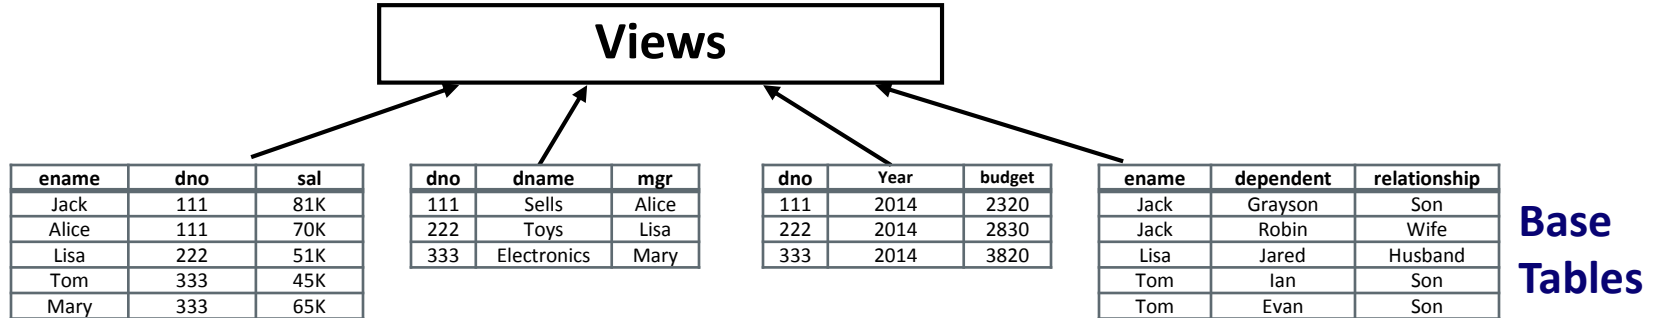 Views
ename dno sal
Jack 111 81K
Alice 111 70K
Lisa 222 51K
Tom 333 45K
Mary 333 65K
dno dname mgr
111 Sells Alice
222 Toys Lisa
333 Electronics Mary
dno Year budget
111 2014 2320
222 2014 2830
333 2014 3820
ename dependent relationship
Jack Grayson Son
Jack Robin Wife
Lisa Jared Husband
Tom Ian Son
Tom Evan Son
Base
Tables